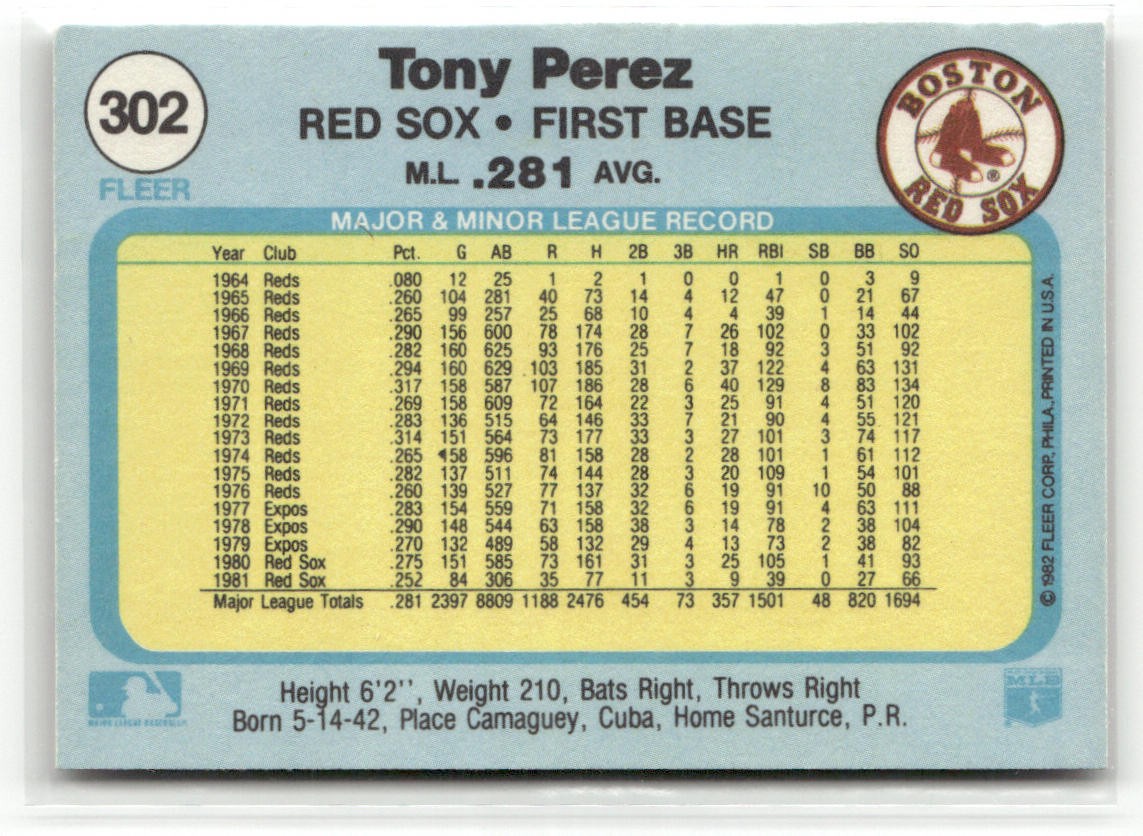 302
FLEER
Tony Perez
RED SOX • FIRST BASE
M.L. .281 AVG.
BOSTON
RED SOX
®
MAJOR & MINOR LEAGUE RECORD
Year Club Pct. G AB R H 2B 3B HR RBI SB BB SO
1964 Reds .080 12 25 1 2 1 0 0 1 0 3 9
1965 Reds .260 104 281 40 73 14 4 12 47 0 21 67
1966 Reds .265 99 257 25 68 10 4 4 39 1 14 44
1967 Reds .290 156 600 78 174 28 7 26 102 0 33 102
1968 Reds .282 160 625 93 176 25 7 18 92 3 51 92
1969 Reds .294 160 629 103 185 31 2 37 122 4 63 131
1970 Reds .317 158 587 107 186 28 6 40 129 8 83 134
1971 Reds .269 158 609 72 164 22 3 25 91 4 51 120
1972 Reds .283 136 515 64 146 33 7 21 90 4 55 121
1973 Reds .314 151 564 73 177 33 3 27 101 3 74 117
1974 Reds .265 158 596 81 158 28 2 28 101 1 61 112
1975 Reds .282 137 511 74 144 28 3 20 109 1 54 101
1976 Reds .260 139 527 77 137 32 6 19 91 10 50 88
1977 Expos .283 154 559 71 158 32 6 19 91 4 63 111
1978 Expos .290 148 544 63 158 38 3 14 78 2 38 104
1979 Expos .270 132 489 58 132 29 4 13 73 2 38 82
1980 Red Sox .275 151 585 73 161 31 3 25 105 1 41 93
1981 Red Sox .252 84 306 35 77 11 3 9 39 0 27 66
Major League Totals .281 2397 8809 1188 2476 454 73 357 1501 48 820 1694
© 1982 FLEER CORP., PHILA., PRINTED IN U.S.A.
MAJOR LEAGUE BASEBALL
Height 6'2'', Weight 210, Bats Right, Throws Right
Born 5-14-42, Place Camaguey, Cuba, Home Santurce, P.R.
MLB